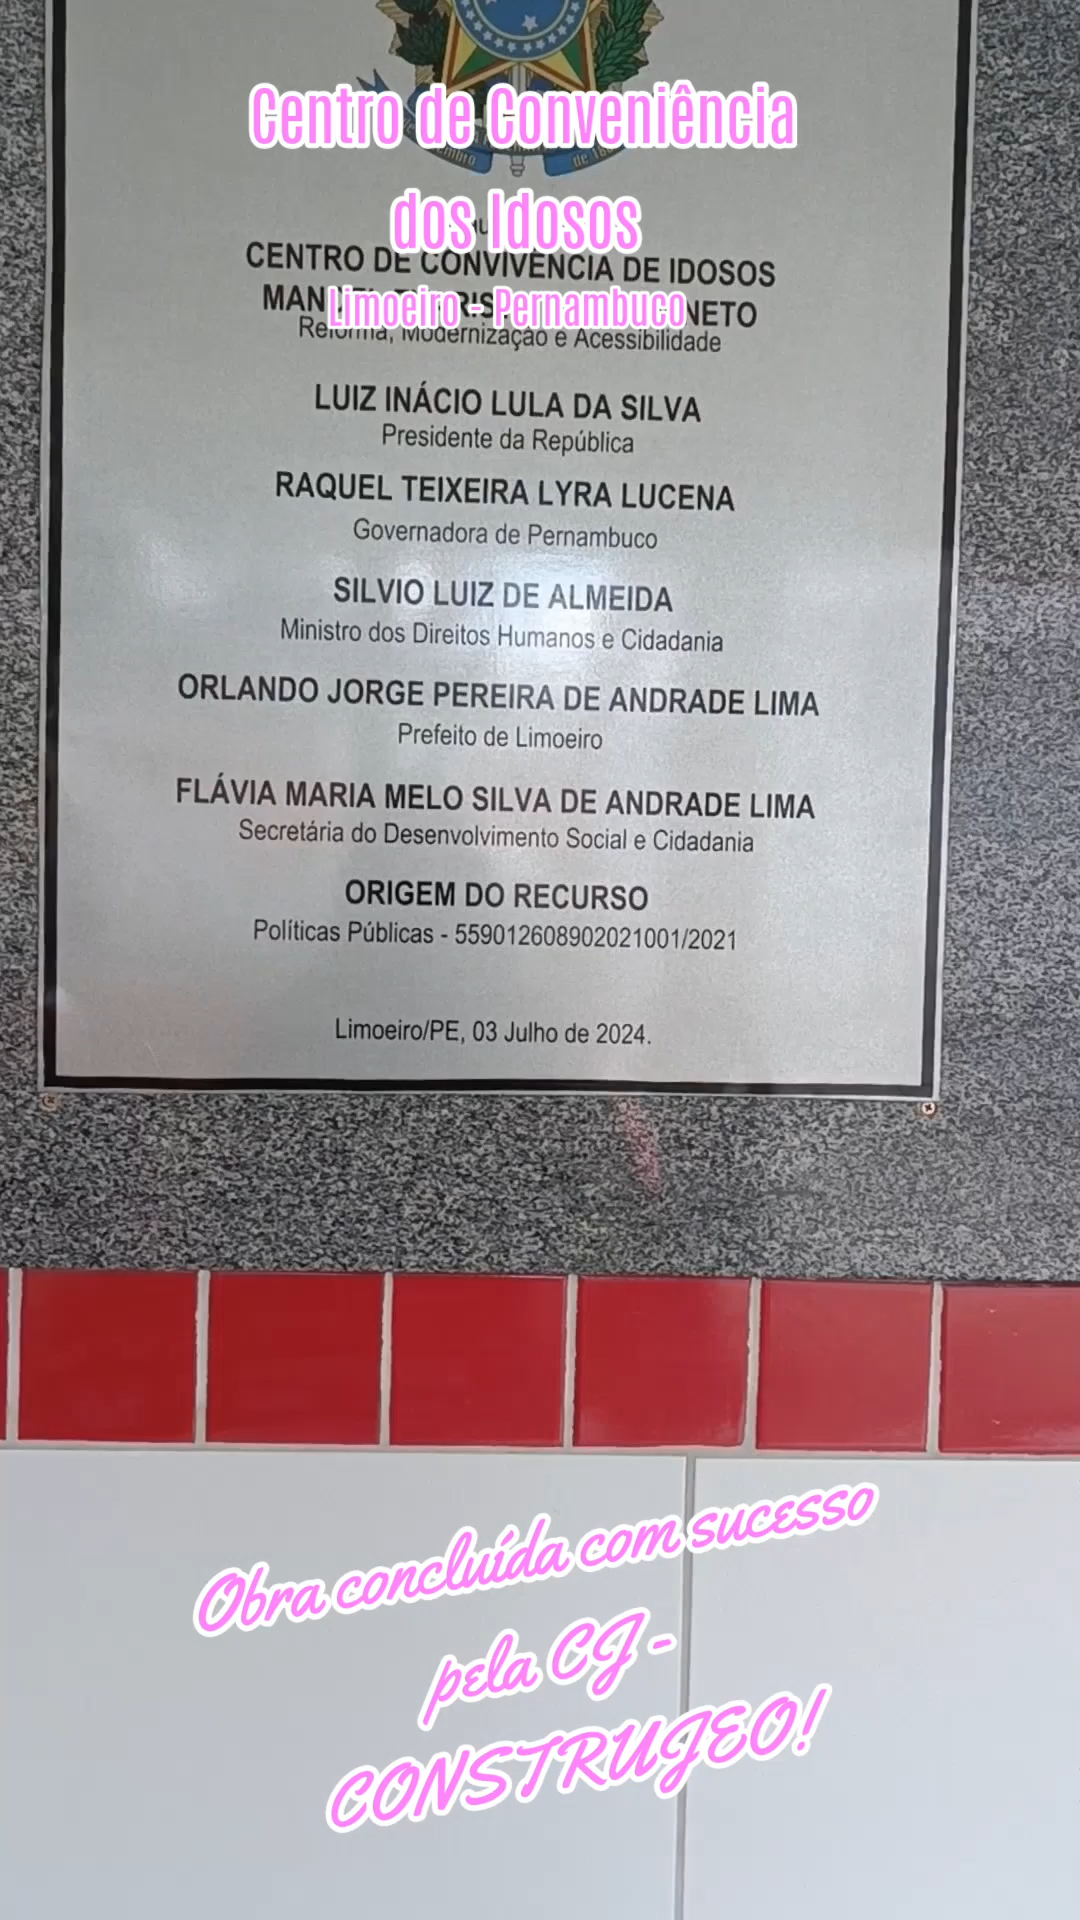 Centro de Conveniência
dos Idosos
CENTRO DE CONVIVÊNCIA DE IDOSOS
Limoeiro - Pernambuco
NETO
Reforma, Modernização e Acessibilidade
LUIZ INÁCIO LULA DA SILVA
Presidente da República
RAQUEL TEIXEIRA LYRA LUCENA
Governadora de Pernambuco
SILVIO LUIZ DE ALMEIDA
Ministro dos Direitos Humanos e Cidadania
ORLANDO JORGE PEREIRA DE ANDRADE LIMA
Prefeito de Limoeiro
FLÁVIA MARIA MELO SILVA DE ANDRADE LIMA
Secretária do Desenvolvimento Social e Cidadania
ORIGEM DO RECURSO
Políticas Públicas - 559012608902021001/2021
Limoeiro/PE, 03 Julho de 2024.
Obra concluída com sucesso
pela CJ -
CONSTRUJEO!